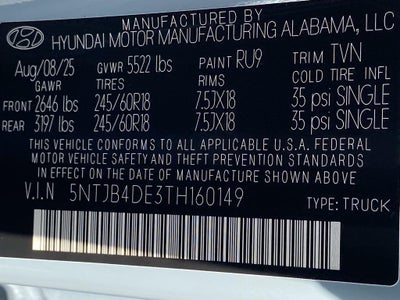 MANUFACTURED BY
HYUNDAI MOTOR MANUFACTURING ALABAMA, LLC
Aug/08/25 GVWR 5522 lbs PAINT RU9 TRIM TVN
GAWR TIRES RIMS COLD TIRE INFL
FRONT 2646 lbs 245/60R18 7.5JX18 35 psi SINGLE
REAR 3197 lbs 245/60R18 7.5JX18 35 psi SINGLE
THIS VEHICLE CONFORMS TO ALL APPLICABLE U.S.A. FEDERAL
MOTOR VEHICLE SAFETY AND THEFT PREVENTION STANDARDS
IN EFFECT ON THE DATE OF MANUFACTURE SHOWN ABOVE.
V.I.N 5NTJB4DE3TH160149
TYPE: TRUCK